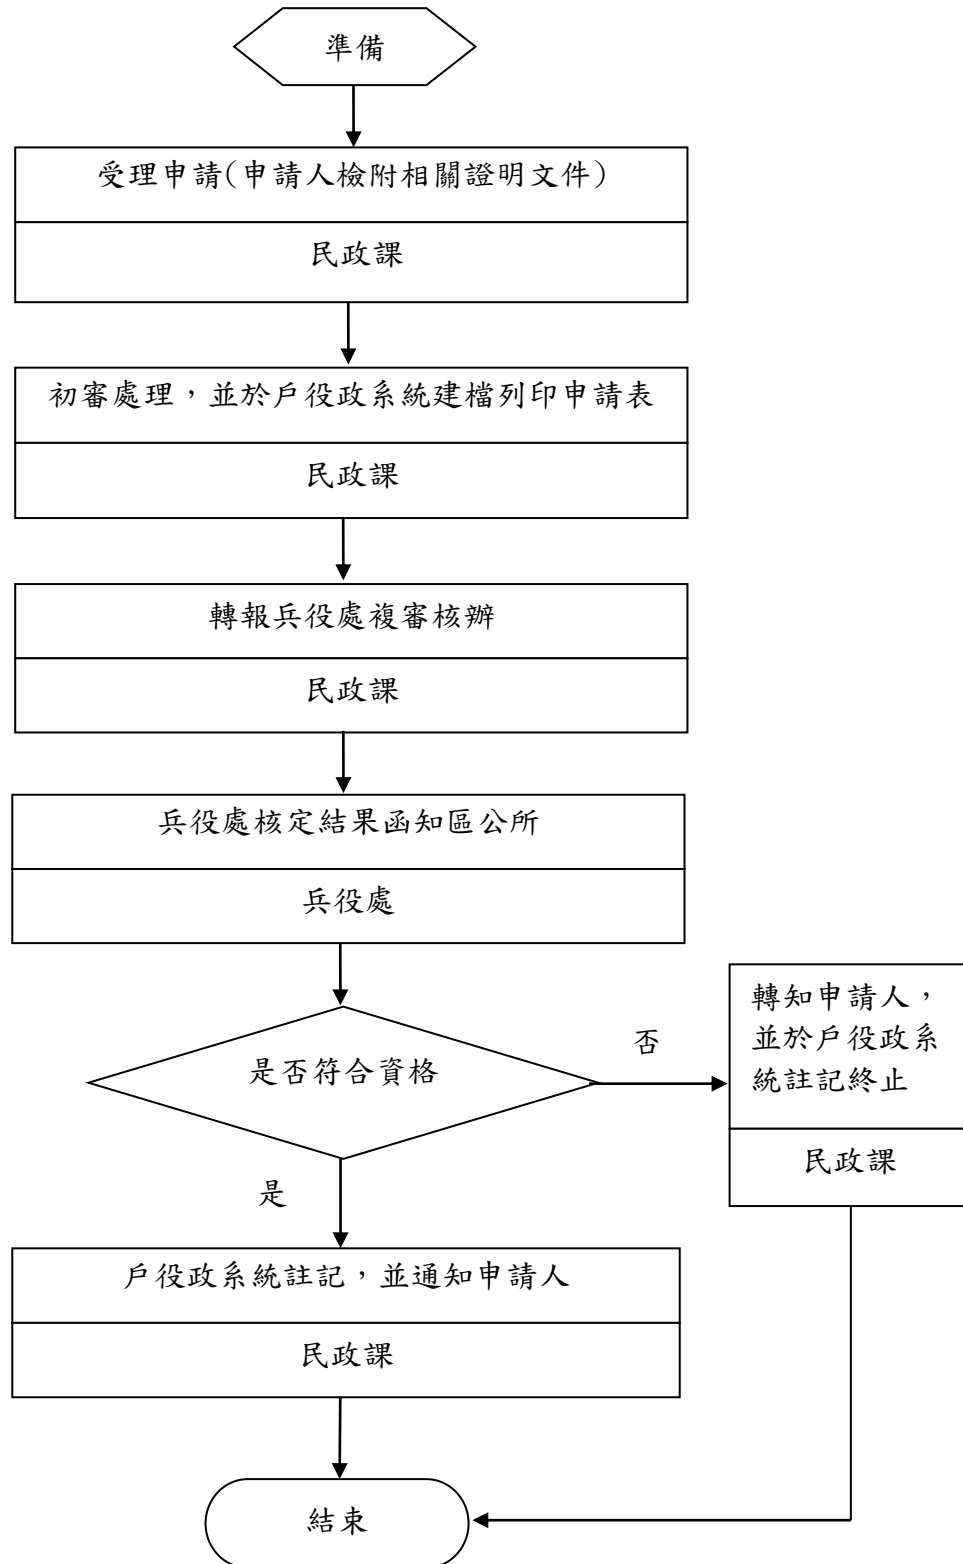 準備
受理申請(申請人檢附相關證明文件)
民政課
初審處理，並於戶役政系統建檔列印申請表
民政課
轉報兵役處複審核辦
民政課
兵役處核定結果函知區公所
兵役處
是否符合資格
否
轉知申請人，
並於戶役政系
統註記終止
民政課
是
戶役政系統註記，並通知申請人
民政課
結束